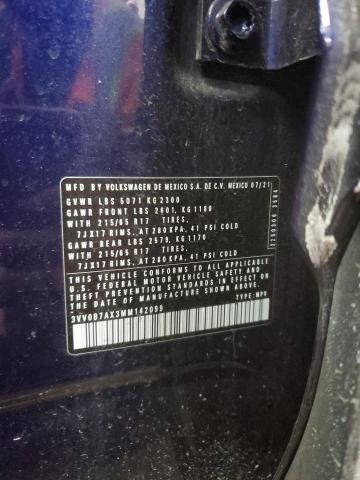 MFD BY VOLKSWAGEN DE MEXICO S.A. DE C.V. MEXICO 07/21
GVWR LBS 5071 KG 2300
GAWR FRONT LBS 2601 KG 1180
WITH 215/65 R17 TIRES.
7JX17 RIMS. AT 280 KPA, 41 PSI COLD
GAWR REAR LBS 2579 KG 1170
WITH 215/65 R17 TIRES.
7JX17 RIMS. AT 280 KPA, 41 PSI COLD
THIS VEHICLE CONFORMS TO ALL APPLICABLE
U.S. FEDERAL MOTOR VEHICLE SAFETY AND
BUMPER STANDARDS IN EFFECT ON THE DATE
OF MANUFACTURE SHOWN ABOVE.
3VV0B7AX3MM142099 TYPE: MPV